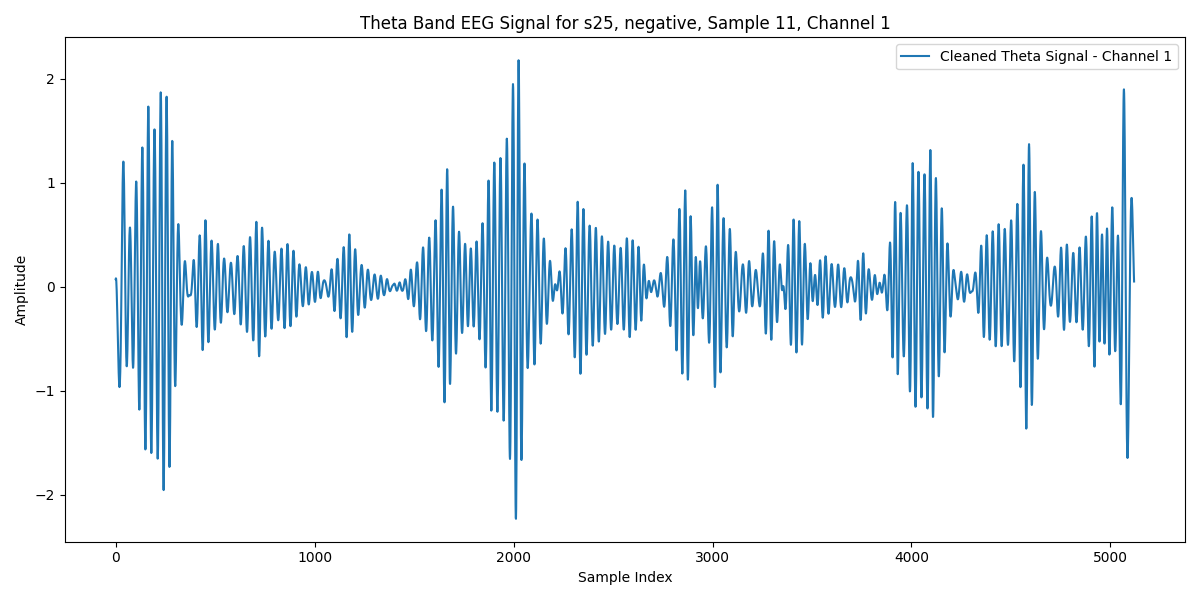 Theta Band EEG Signal for s25, negative, Sample 11, Channel 1
Cleaned Theta Signal - Channel 1
Amplitude
2
1
0
−1
−2
0 1000 2000 3000 4000 5000
Sample Index